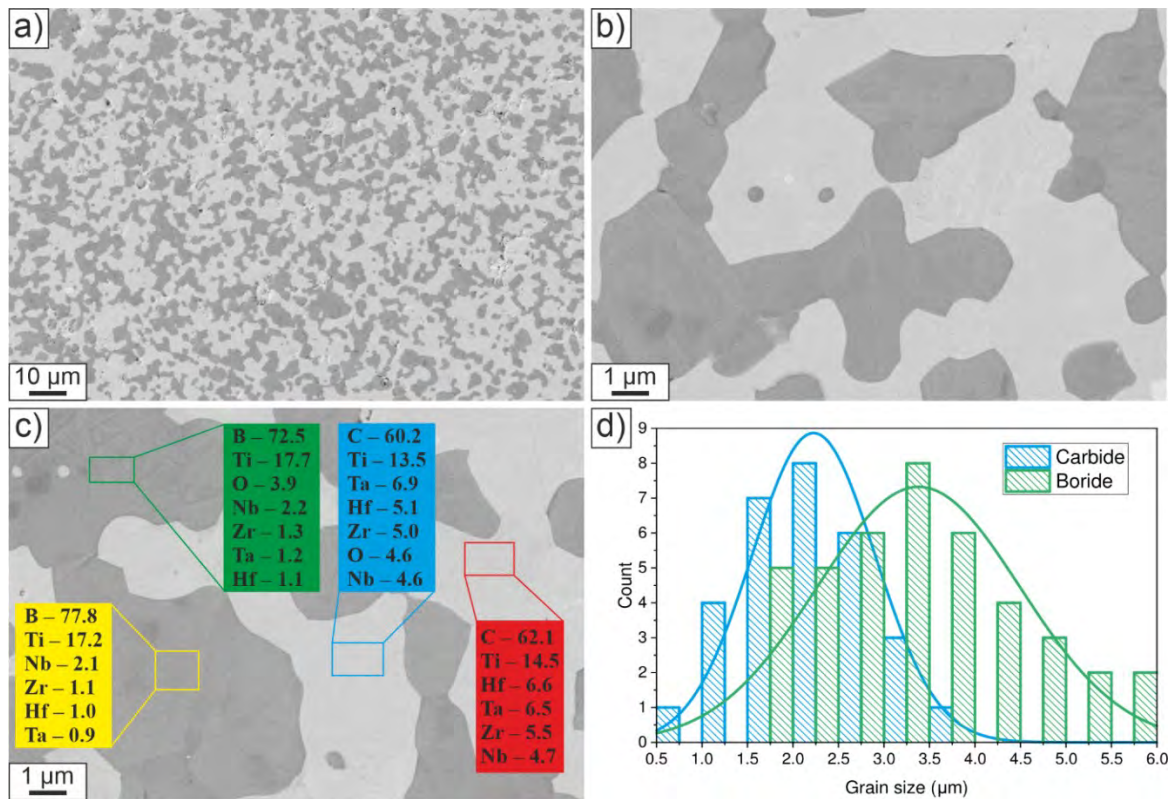 a)
10 µm
b)
1 µm
c)
B – 72.5
Ti – 17.7
O – 3.9
Nb – 2.2
Zr – 1.3
Ta – 1.2
Hf – 1.1
C – 60.2
Ti – 13.5
Ta – 6.9
Hf – 5.1
Zr – 5.0
O – 4.6
Nb – 4.6
B – 77.8
Ti – 17.2
Nb – 2.1
Zr – 1.1
Hf – 1.0
Ta – 0.9
C – 62.1
Ti – 14.5
Hf – 6.6
Ta – 6.5
Zr – 5.5
Nb – 4.7
1 µm
d)
Carbide
Boride
Count
9
8
7
6
5
4
3
2
1
0
0.5 1.0 1.5 2.0 2.5 3.0 3.5 4.0 4.5 5.0 5.5 6.0
Grain size (µm)